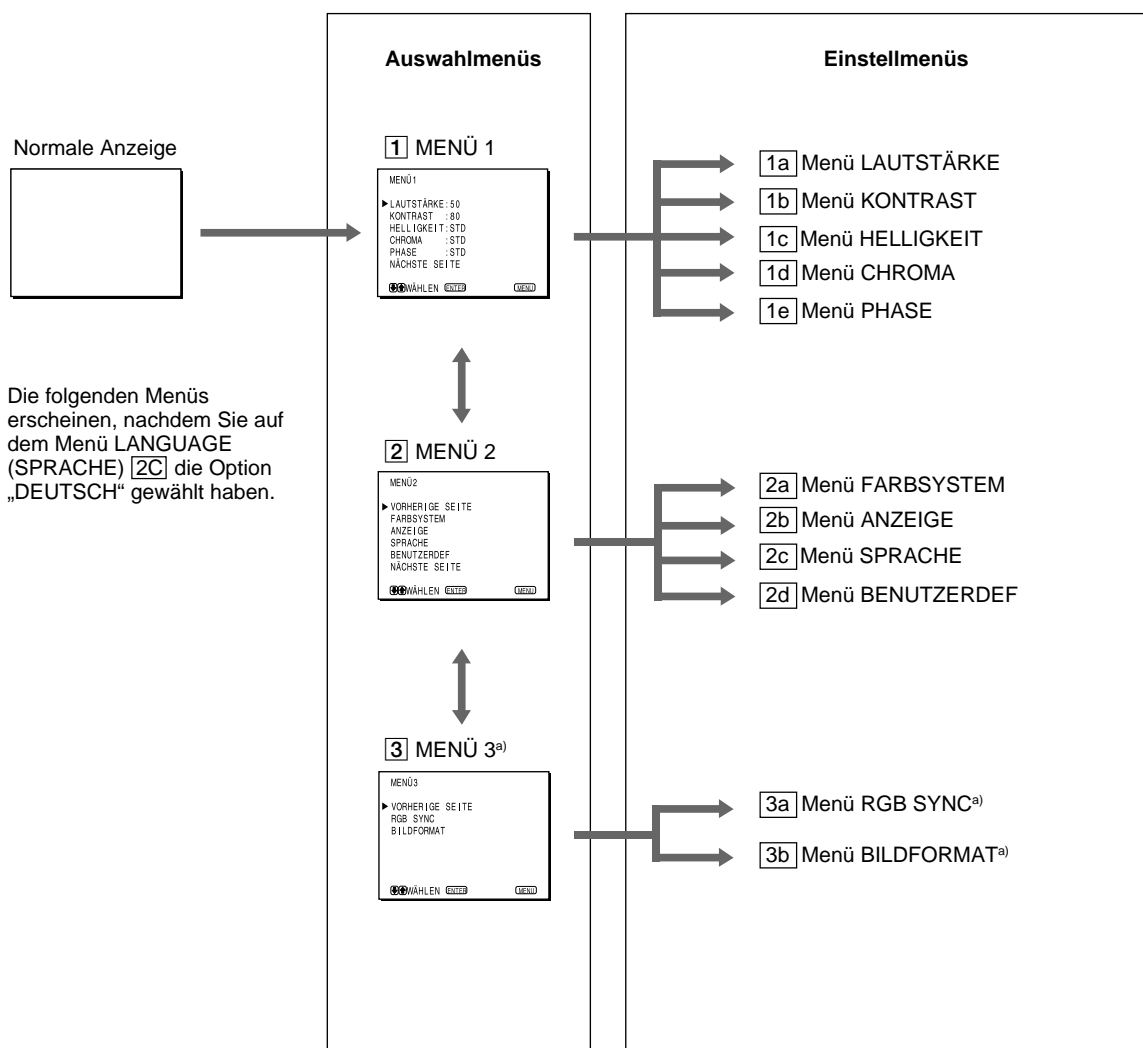 Auswahlmenüs
Einstellmenüs
Normale Anzeige
1 MENÜ 1
MENÜ1
▶LAUTSTÄRKE:50
KONTRAST :80
HELLIGKEIT:STD
CHROMA :STD
PHASE :STD
NÄCHSTE SEITE
WÄHLEN ENTER MENU
1a Menü LAUTSTÄRKE
1b Menü KONTRAST
1c Menü HELLIGKEIT
1d Menü CHROMA
1e Menü PHASE
Die folgenden Menüs
erscheinen, nachdem Sie auf
dem Menü LANGUAGE
(SPRACHE) 2C die Option
„DEUTSCH“ gewählt haben.
2 MENÜ 2
MENÜ2
▶VORHERIGE SEITE
FARBSYSTEM
ANZEIGE
SPRACHE
BENUTZERDEF
NÄCHSTE SEITE
WÄHLEN ENTER MENU
2a Menü FARBSYSTEM
2b Menü ANZEIGE
2c Menü SPRACHE
2d Menü BENUTZERDEF
3 MENÜ 3a)
MENÜ3
▶VORHERIGE SEITE
RGB SYNC
BILDFORMAT
WÄHLEN ENTER MENU
3a Menü RGB SYNCa)
3b Menü BILDFORMATa)